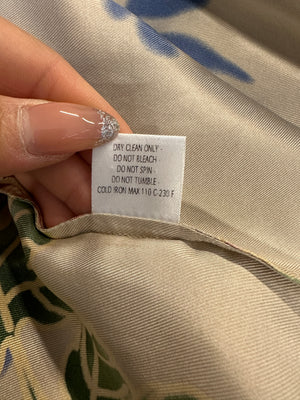 DRY CLEAN ONLY -
DO NOT BLEACH -
DO NOT SPIN -
DO NOT TUMBLE -
COLD IRON MAX 110 C-230 F